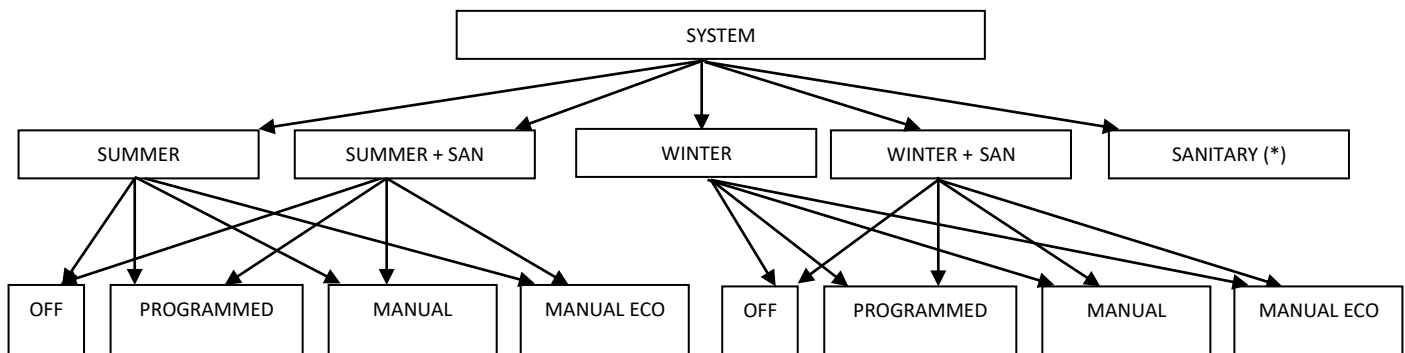 SYSTEM
SUMMER
SUMMER + SAN
WINTER
WINTER + SAN
SANITARY (*)
OFF
PROGRAMMED
MANUAL
MANUAL ECO
OFF
PROGRAMMED
MANUAL
MANUAL ECO